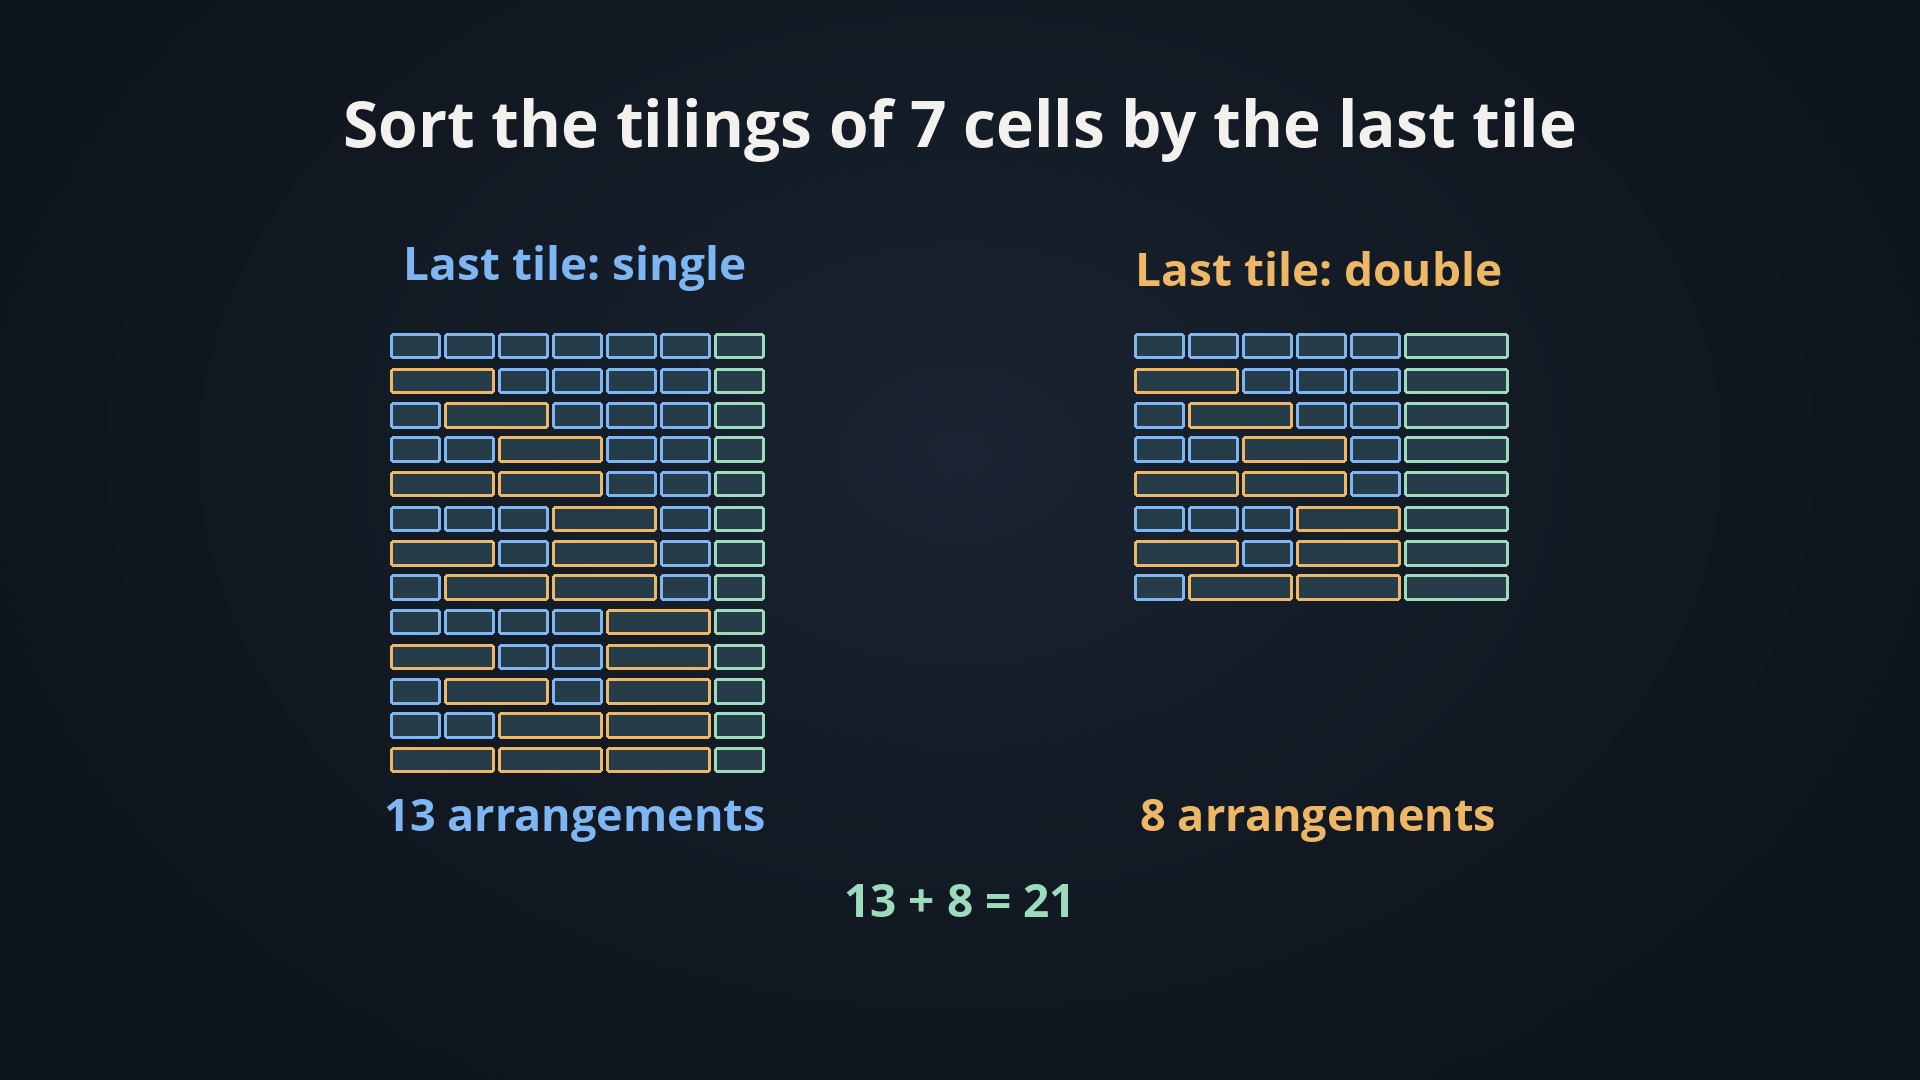 Sort the tilings of 7 cells by the last tile
Last tile: single
Last tile: double
13 arrangements
8 arrangements
13 + 8 = 21